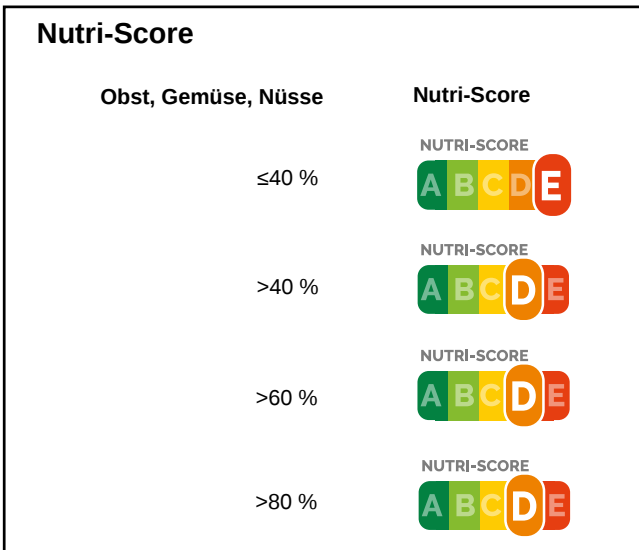 Nutri-Score
Obst, Gemüse, Nüsse Nutri-Score
NUTRI-SCORE
≤40 % A B C D E
NUTRI-SCORE
>40 % A B C D E
NUTRI-SCORE
>60 % A B C D E
NUTRI-SCORE
>80 % A B C D E